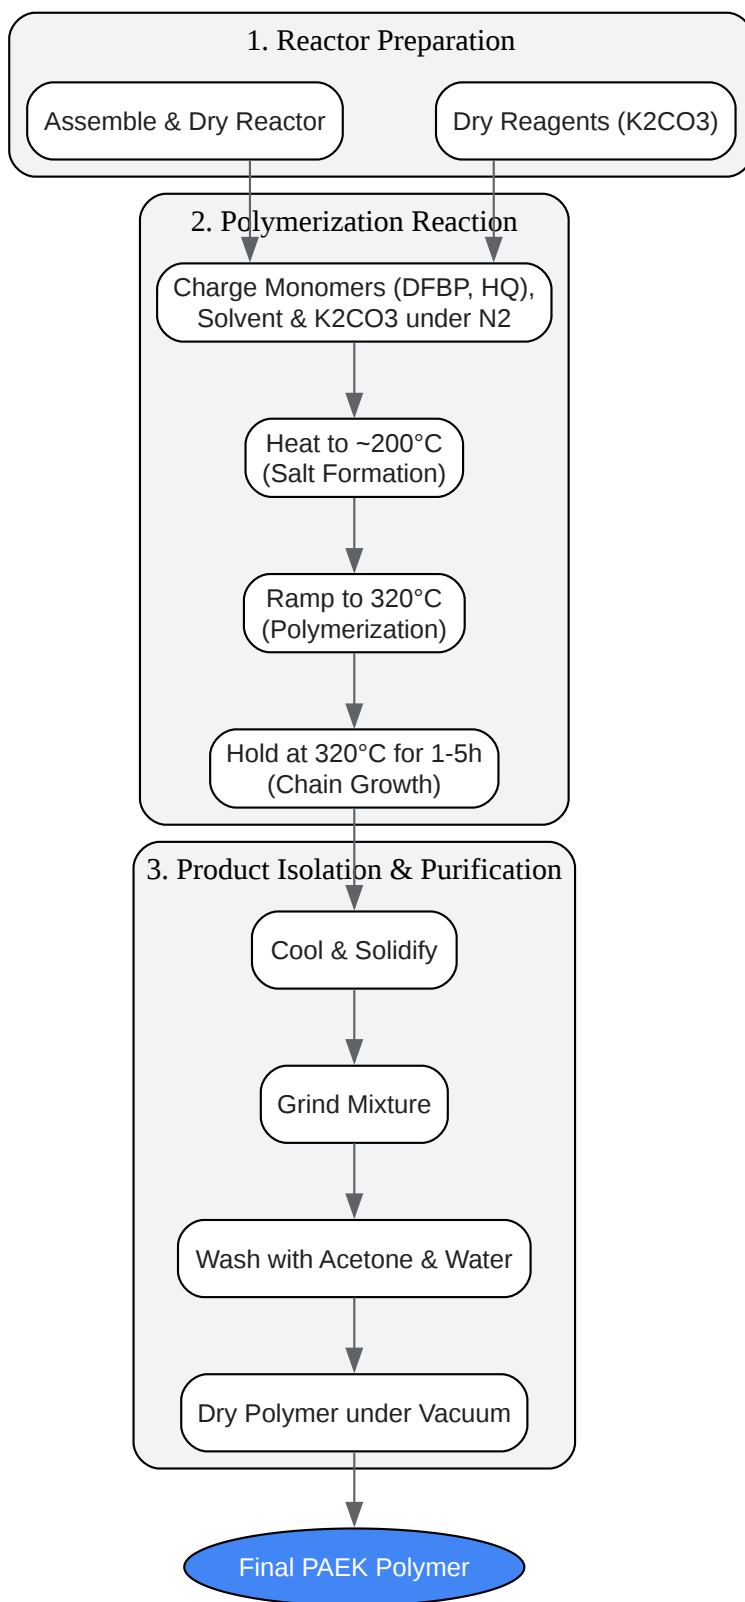 1. Reactor Preparation
Assemble & Dry Reactor
Dry Reagents (K2CO3)
2. Polymerization Reaction
Charge Monomers (DFBP, HQ),
Solvent & K2CO3 under N2
Heat to ~200°C
(Salt Formation)
Ramp to 320°C
(Polymerization)
Hold at 320°C for 1-5h
(Chain Growth)
3. Product Isolation & Purification
Cool & Solidify
Grind Mixture
Wash with Acetone & Water
Dry Polymer under Vacuum
Final PAEK Polymer